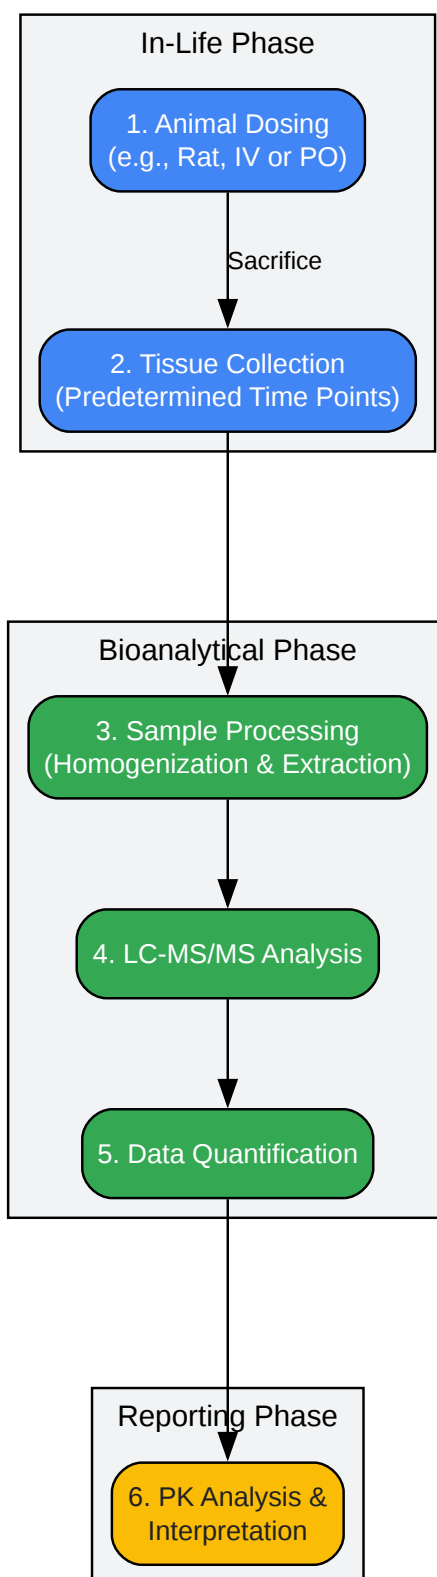 In-Life Phase
1. Animal Dosing
(e.g., Rat, IV or PO)
Sacrifice
2. Tissue Collection
(Predetermined Time Points)
Bioanalytical Phase
3. Sample Processing
(Homogenization & Extraction)
4. LC-MS/MS Analysis
5. Data Quantification
Reporting Phase
6. PK Analysis &
Interpretation